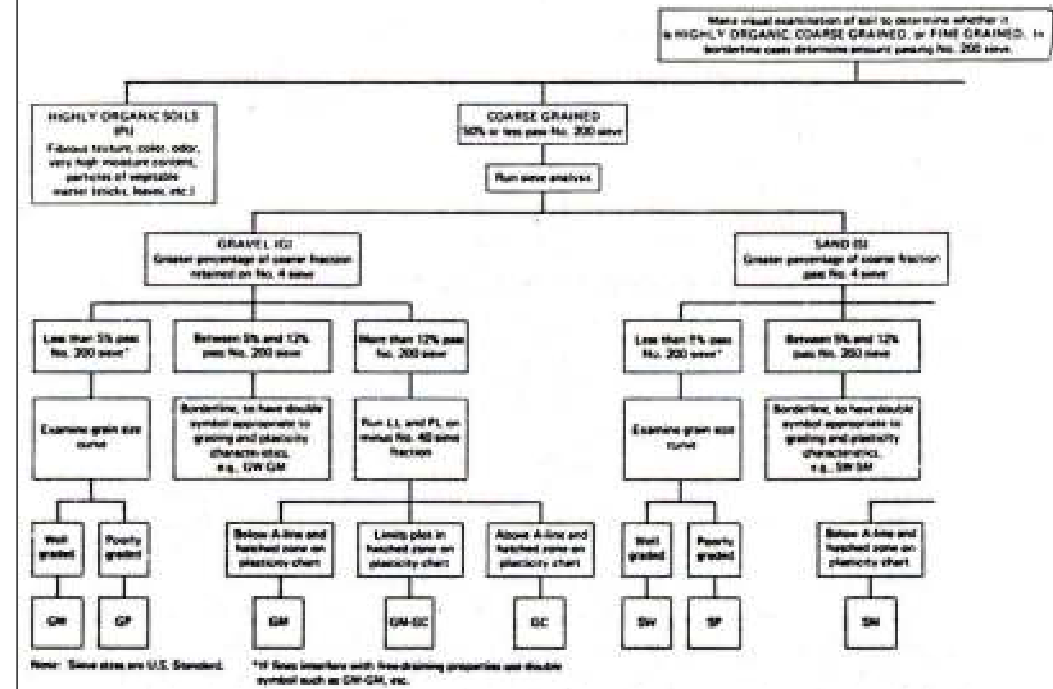 Make visual examination of soil to determine whether it
is HIGHLY ORGANIC, COARSE GRAINED, or FINE GRAINED. In
borderline cases determine amount passing No. 200 sieve.
HIGHLY ORGANIC SOILS
(Pt)
Fibrous texture, color, odor,
very high moisture content,
particles of vegetable
matter (sticks, leaves, etc.)
COARSE GRAINED
50% or less pass No. 200 sieve
Run sieve analysis
GRAVEL (G)
Greater percentage of coarse fraction
retained on No. 4 sieve
SAND (S)
Greater percentage of coarse fraction
pass No. 4 sieve
Less than 5% pass
No. 200 sieve*
Between 5% and 12%
pass No. 200 sieve
More than 12% pass
No. 200 sieve
Less than 5% pass
No. 200 sieve*
Between 5% and 12%
pass No. 200 sieve
Examine grain size
curve
Borderline, to have double
symbol appropriate to
grading and plasticity
characteristics,
e.g., GW-GM
Run LL and PL on
minus No. 40 sieve
fraction
Examine grain size
curve
Borderline, to have double
symbol appropriate to
grading and plasticity
characteristics,
e.g., SW-SM
Well
graded
Poorly
graded
Below A-line and
hatched zone on
plasticity chart
Limits plot in
hatched zone on
plasticity chart
Above A-line and
hatched zone on
plasticity chart
Well
graded
Poorly
graded
Below A-line and
hatched zone on
plasticity chart
GW
GP
GM
GM-GC
GC
SW
SP
SM
Note: Sieve sizes are U.S. Standard.
*If fines interfere with free-draining properties use double
symbol such as GW-GM, etc.